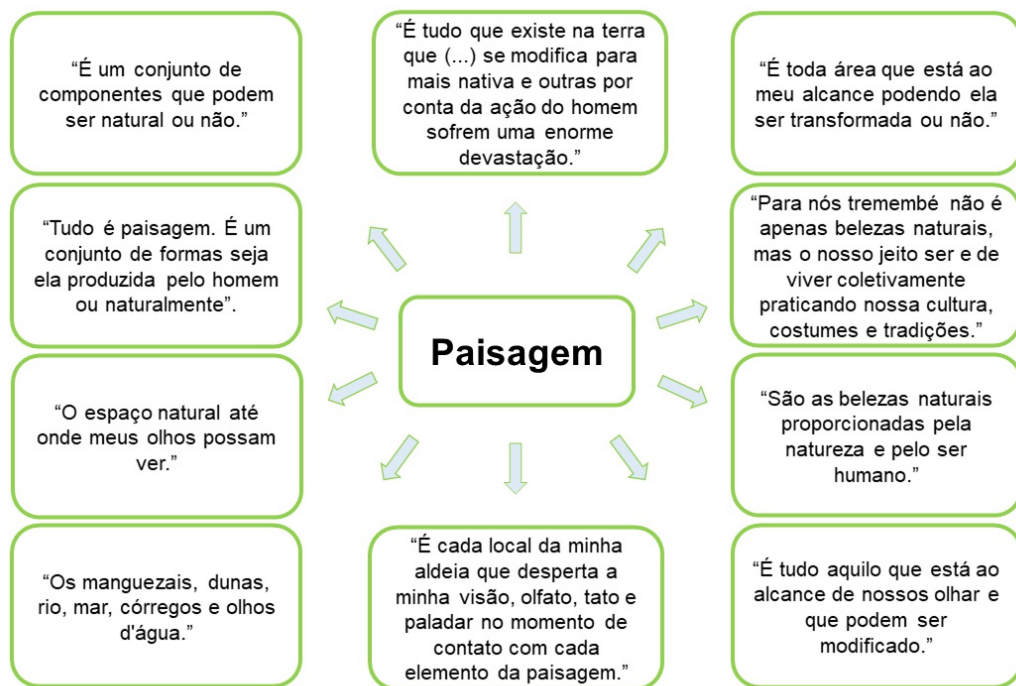 “É um conjunto de
componentes que podem
ser natural ou não.”
“É tudo que existe na terra
que (...) se modifica para
mais nativa e outras por
conta da ação do homem
sofrem uma enorme
devastação.”
“É toda área que está ao
meu alcance podendo ela
ser transformada ou não.”
“Tudo é paisagem. É um
conjunto de formas seja
ela produzida pelo homem
ou naturalmente”.
“Para nós tremembé não é
apenas belezas naturais,
mas o nosso jeito ser e de
viver coletivamente
praticando nossa cultura,
costumes e tradições.”
Paisagem
“O espaço natural até
onde meus olhos possam
ver.”
“São as belezas naturais
proporcionadas pela
natureza e pelo ser
humano.”
“Os manguezais, dunas,
rio, mar, córregos e olhos
d'água.”
“É cada local da minha
aldeia que desperta a
minha visão, olfato, tato e
paladar no momento de
contato com cada
elemento da paisagem.”
“É tudo aquilo que está ao
alcance de nossos olhar e
que podem ser
modificado.”